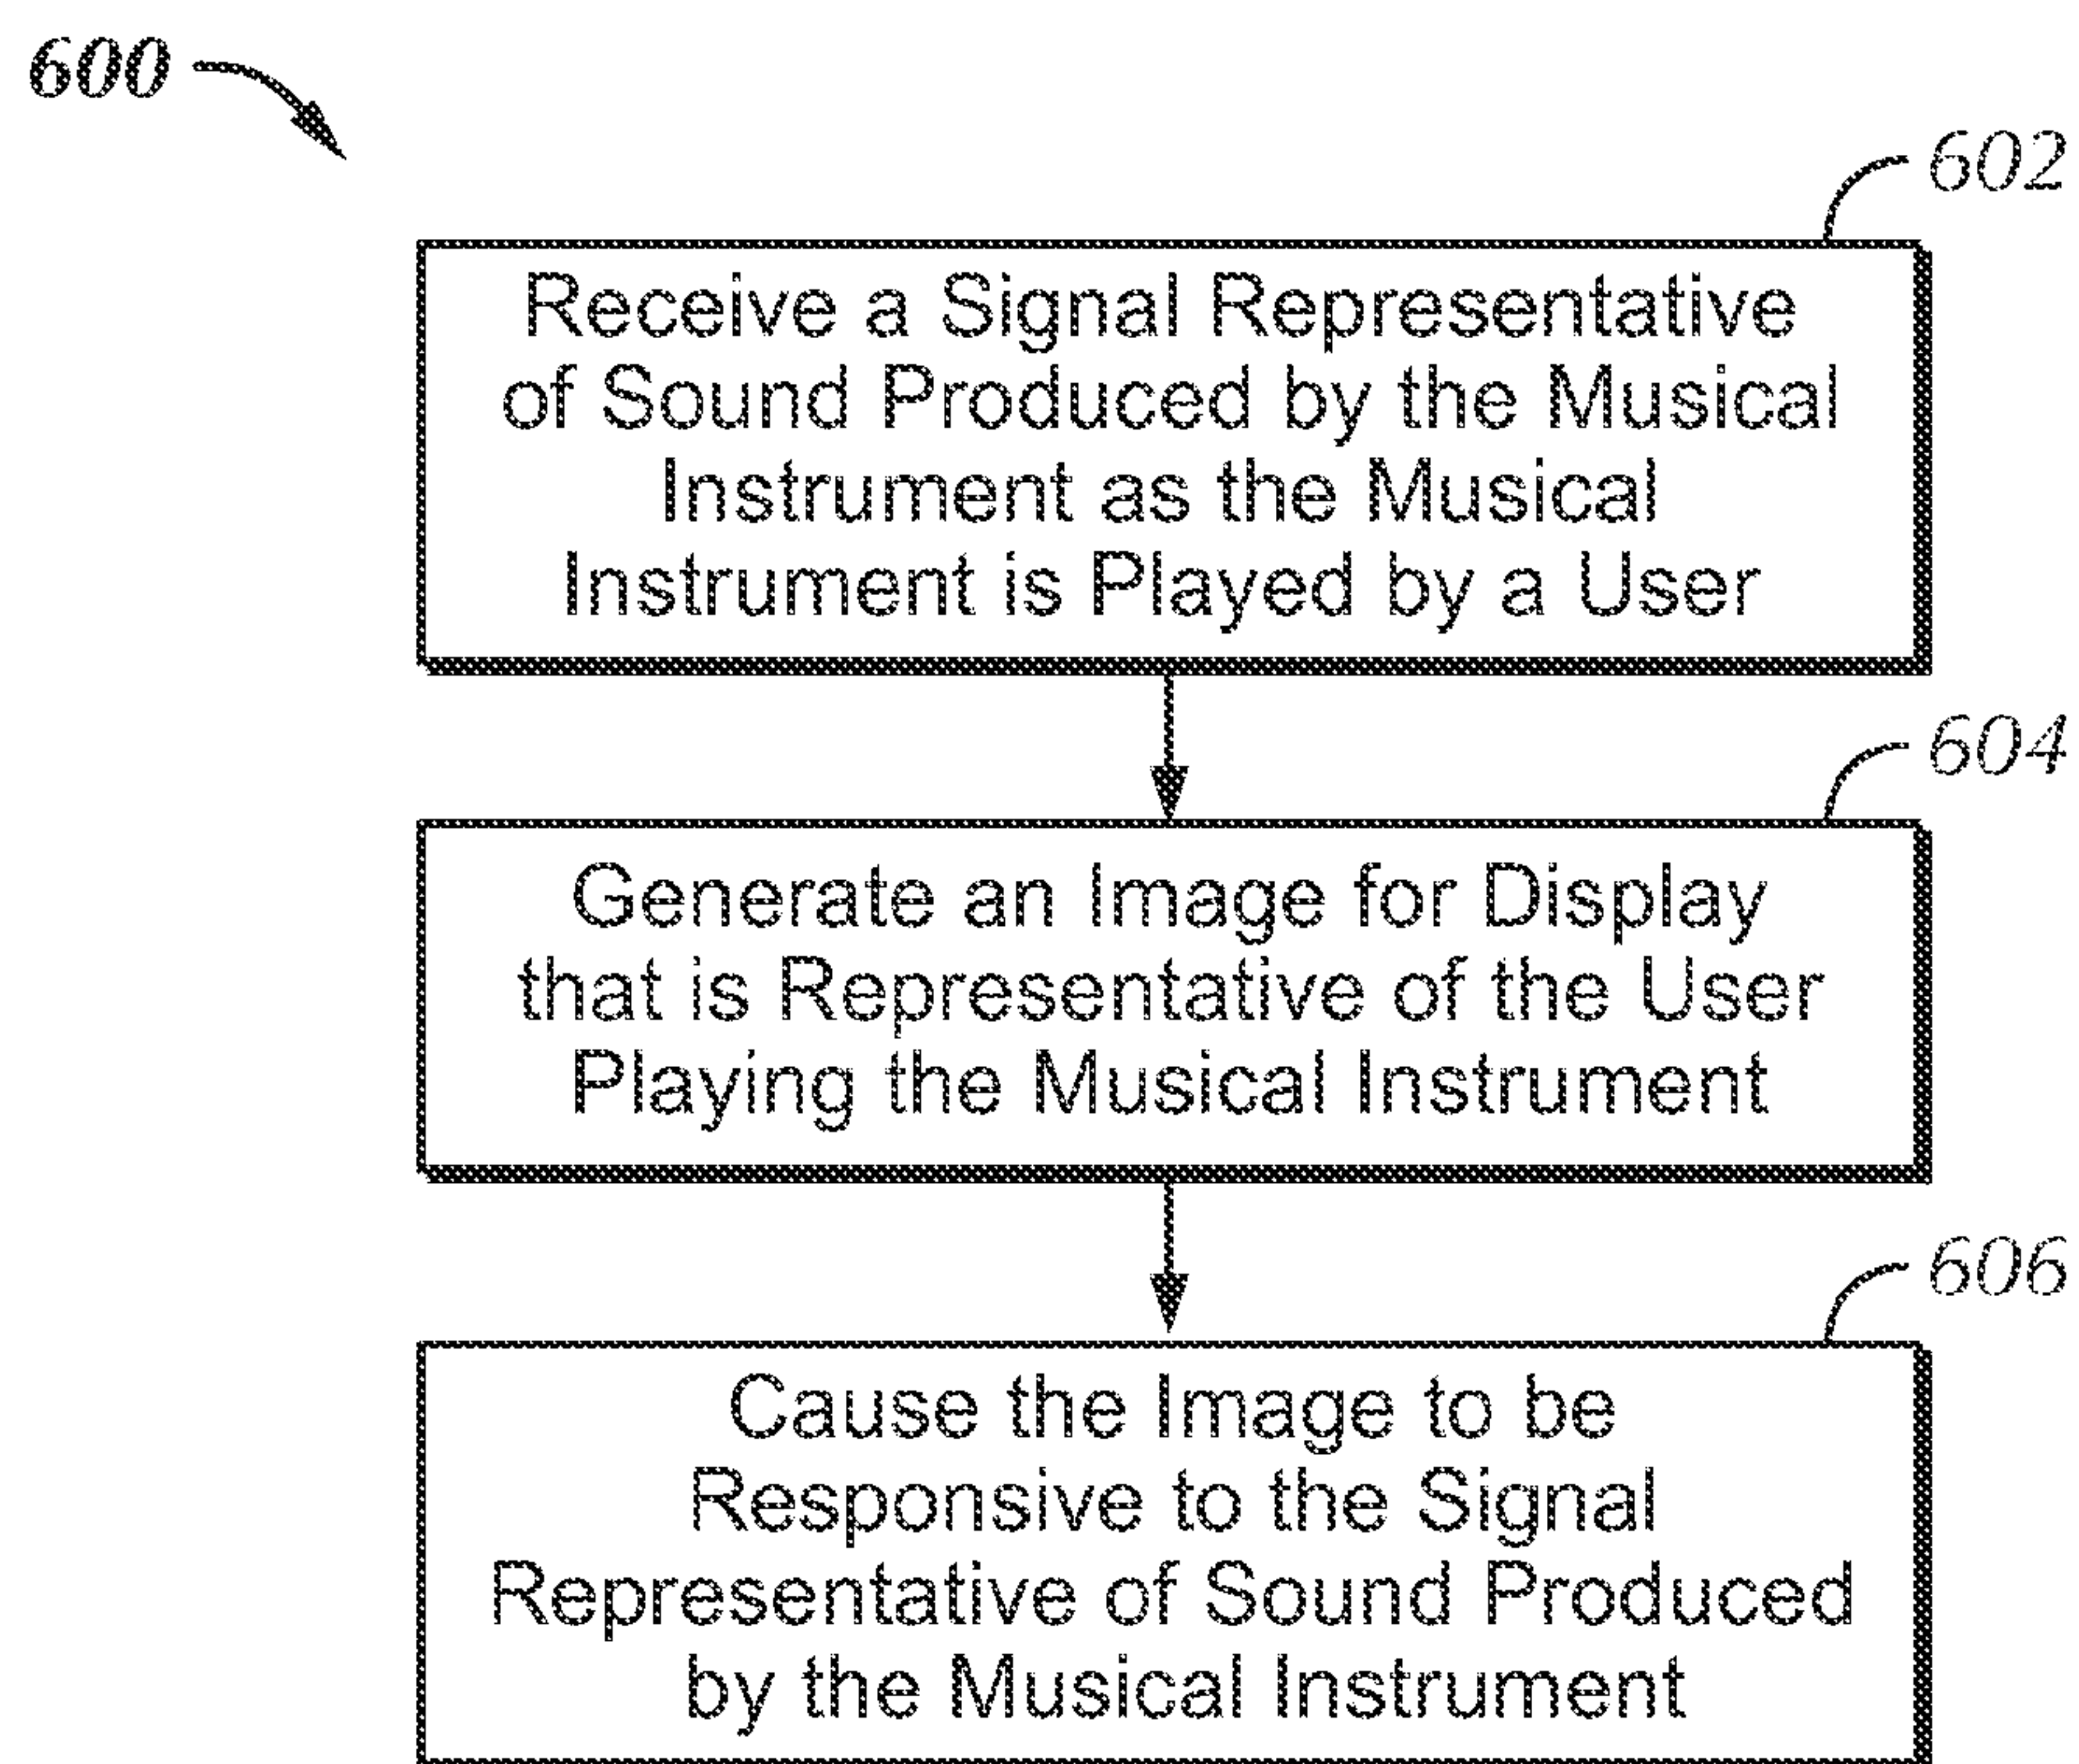 600
602
Receive a Signal Representative
of Sound Produced by the Musical
Instrument as the Musical
Instrument is Played by a User
604
Generate an Image for Display
that is Representative of the User
Playing the Musical Instrument
606
Cause the Image to be
Responsive to the Signal
Representative of Sound Produced
by the Musical Instrument